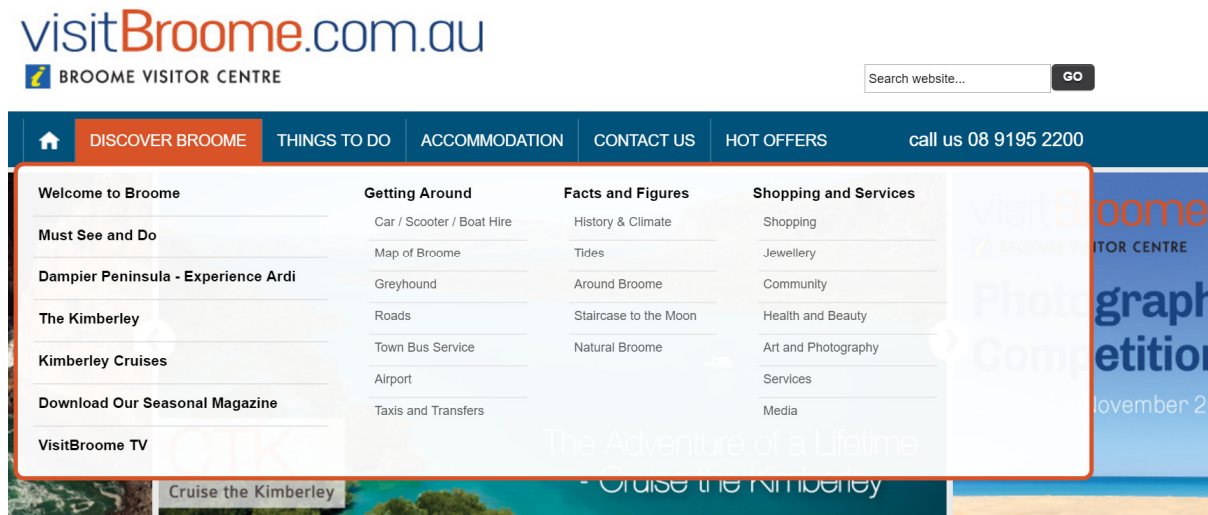 visitBroome.com.au
i BROOME VISITOR CENTRE
Search website... GO
DISCOVER BROOME THINGS TO DO ACCOMMODATION CONTACT US HOT OFFERS call us 08 9195 2200
Welcome to Broome
Must See and Do
Dampier Peninsula - Experience Ardi
The Kimberley
Kimberley Cruises
Download Our Seasonal Magazine
VisitBroome TV
Getting Around
Car / Scooter / Boat Hire
Map of Broome
Greyhound
Roads
Town Bus Service
Airport
Taxis and Transfers
Facts and Figures
History & Climate
Tides
Around Broome
Staircase to the Moon
Natural Broome
Shopping and Services
Shopping
Jewellery
Community
Health and Beauty
Art and Photography
Services
Media
visitBroome
BROOME VISITOR CENTRE
Photograph
Competitio
November 2
CTK
Cruise the Kimberley
The Adventure of a Lifetime
- Cruise the Kimberley